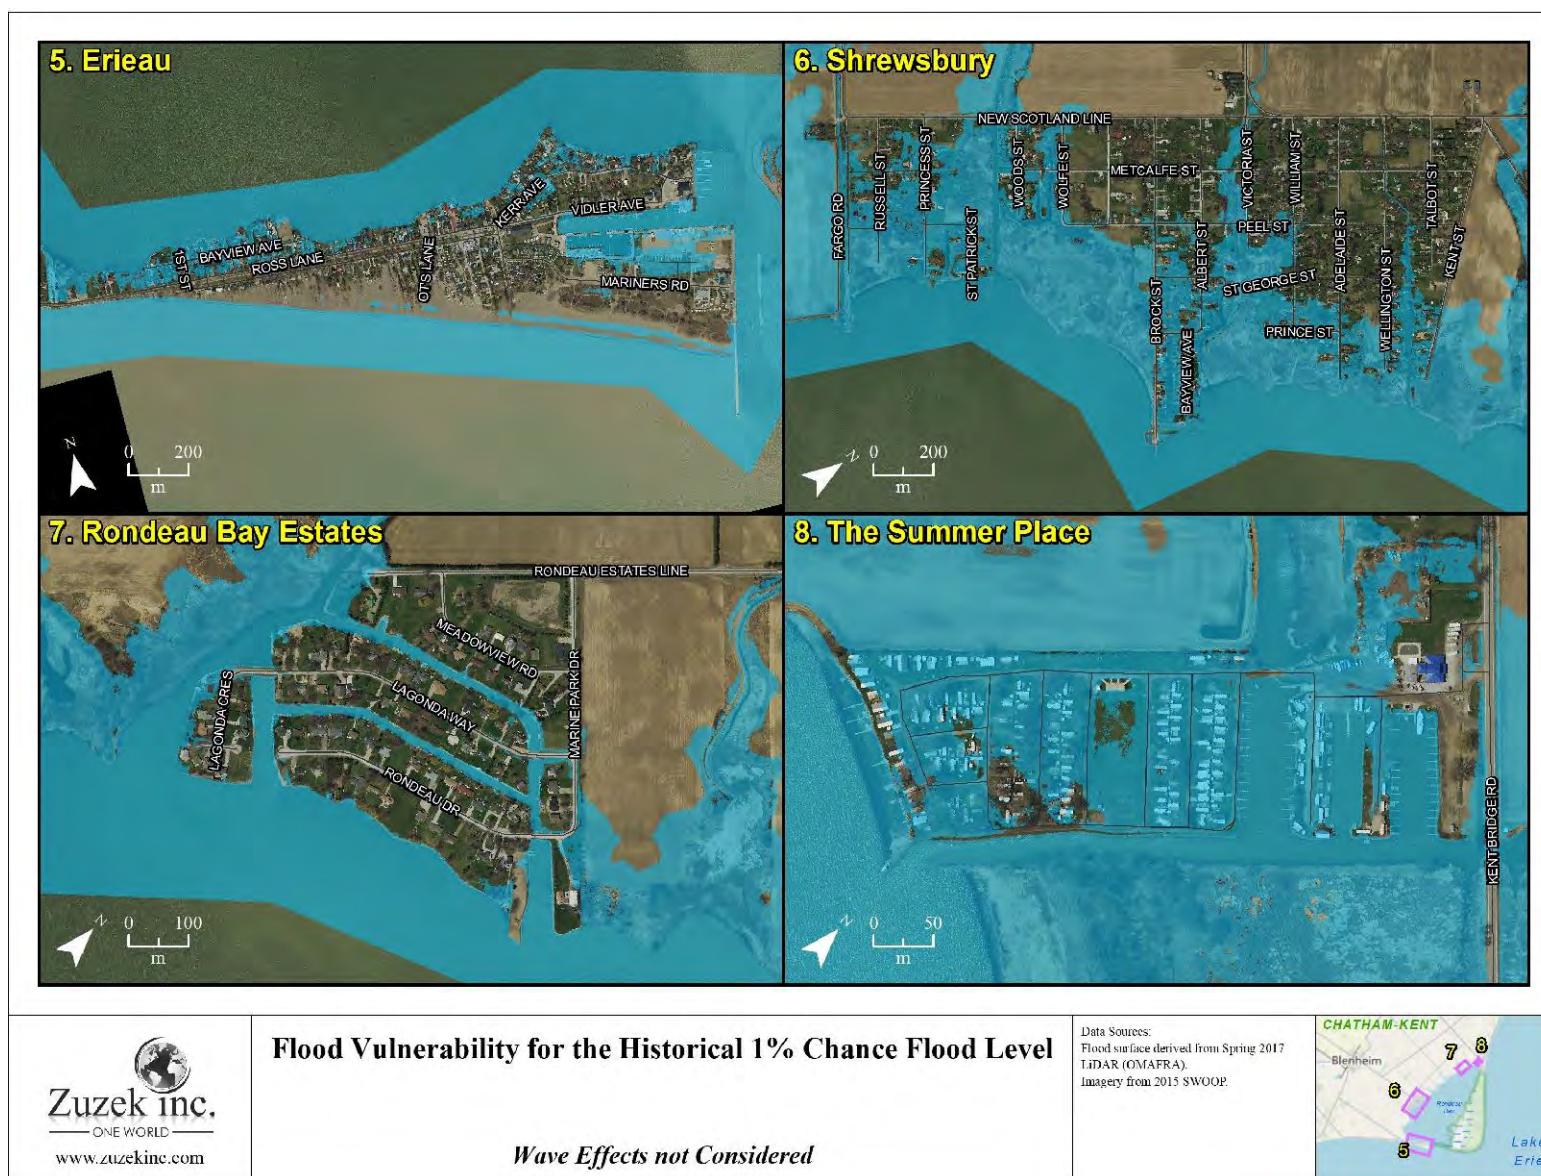 5. Erieau
1ST ST
BAYVIEW AVE
ROSS LANE
OTS LANE
KERR AVE
VIDLER AVE
MARINERS RD
N
0 200
m
6. Shrewsbury
NEW SCOTLAND LINE
FARGO RD
RUSSELL ST
PRINCESS ST
ST PATRICK ST
WOODS ST
WOLFE ST
METCALFE ST
BROCK ST
BAYVIEW AVE
ALBERT ST
VICTORIA ST
PEEL ST
WILLIAM ST
ST GEORGE ST
PRINCE ST
ADELAIDE ST
WELLINGTON ST
TALBOT ST
KENT ST
N
0 200
m
7. Rondeau Bay Estates
RONDEAU ESTATES LINE
MEADOWVIEW RD
MARINE PARK DR
LAGONDA ACRES
LAGONDA WAY
RONDEAU DR
N
0 100
m
8. The Summer Place
KENT BRIDGE RD
N
0 50
m
Zuzek inc.
ONE WORLD
www.zuzekinc.com
Flood Vulnerability for the Historical 1% Chance Flood Level
Wave Effects not Considered
Data Sources:
Flood surface derived from Spring 2017
LiDAR (OMAFRA).
Imagery from 2015 SWOOP.
CHATHAM-KENT
Blenheim
7
8
6
Rondeau
Bay
5
Lake
Erie